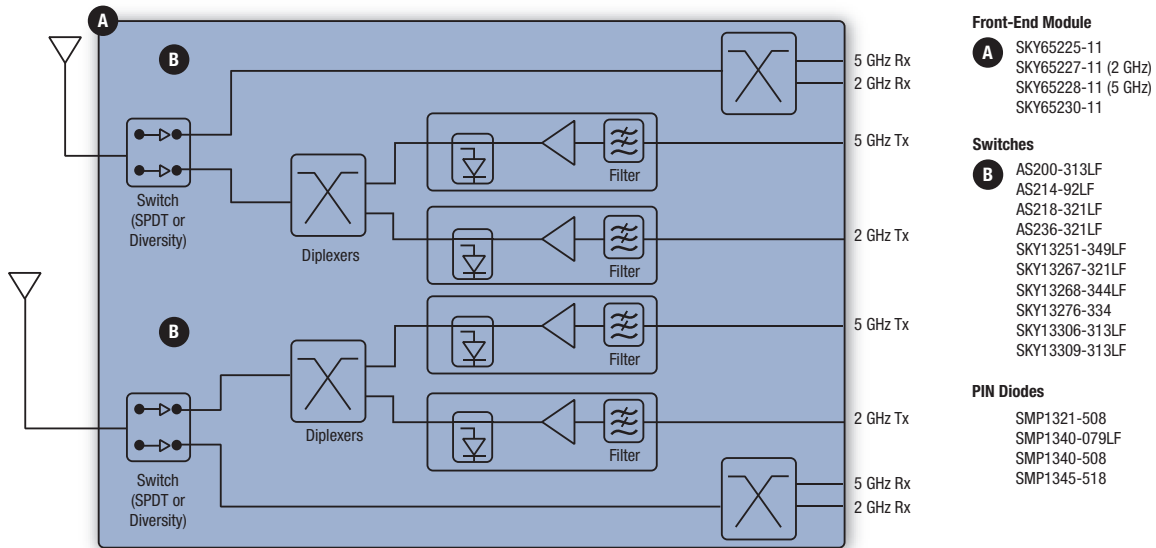 A
B
5 GHz Rx
2 GHz Rx
5 GHz Tx
Filter
Switch
(SPDT or
Diversity)
Diplexers
2 GHz Tx
Filter
B
5 GHz Tx
Filter
Diplexers
2 GHz Tx
Filter
Switch
(SPDT or
Diversity)
5 GHz Rx
2 GHz Rx
Front-End Module
A
SKY65225-11
SKY65227-11 (2 GHz)
SKY65228-11 (5 GHz)
SKY65230-11
Switches
B
AS200-313LF
AS214-92LF
AS218-321LF
AS236-321LF
SKY13251-349LF
SKY13267-321LF
SKY13268-344LF
SKY13276-334
SKY13306-313LF
SKY13309-313LF
PIN Diodes
SMP1321-508
SMP1340-079LF
SMP1340-508
SMP1345-518